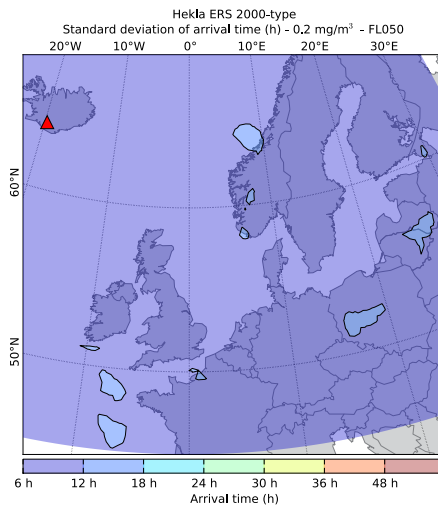 Hekla ERS 2000-type
Standard deviation of arrival time (h) - 0.2 mg/m³ - FL050
20°W 10°W 0°E 10°E 20°E 30°E
60°N
50°N
6 h 12 h 18 h 24 h 30 h 36 h 48 h
Arrival time (h)